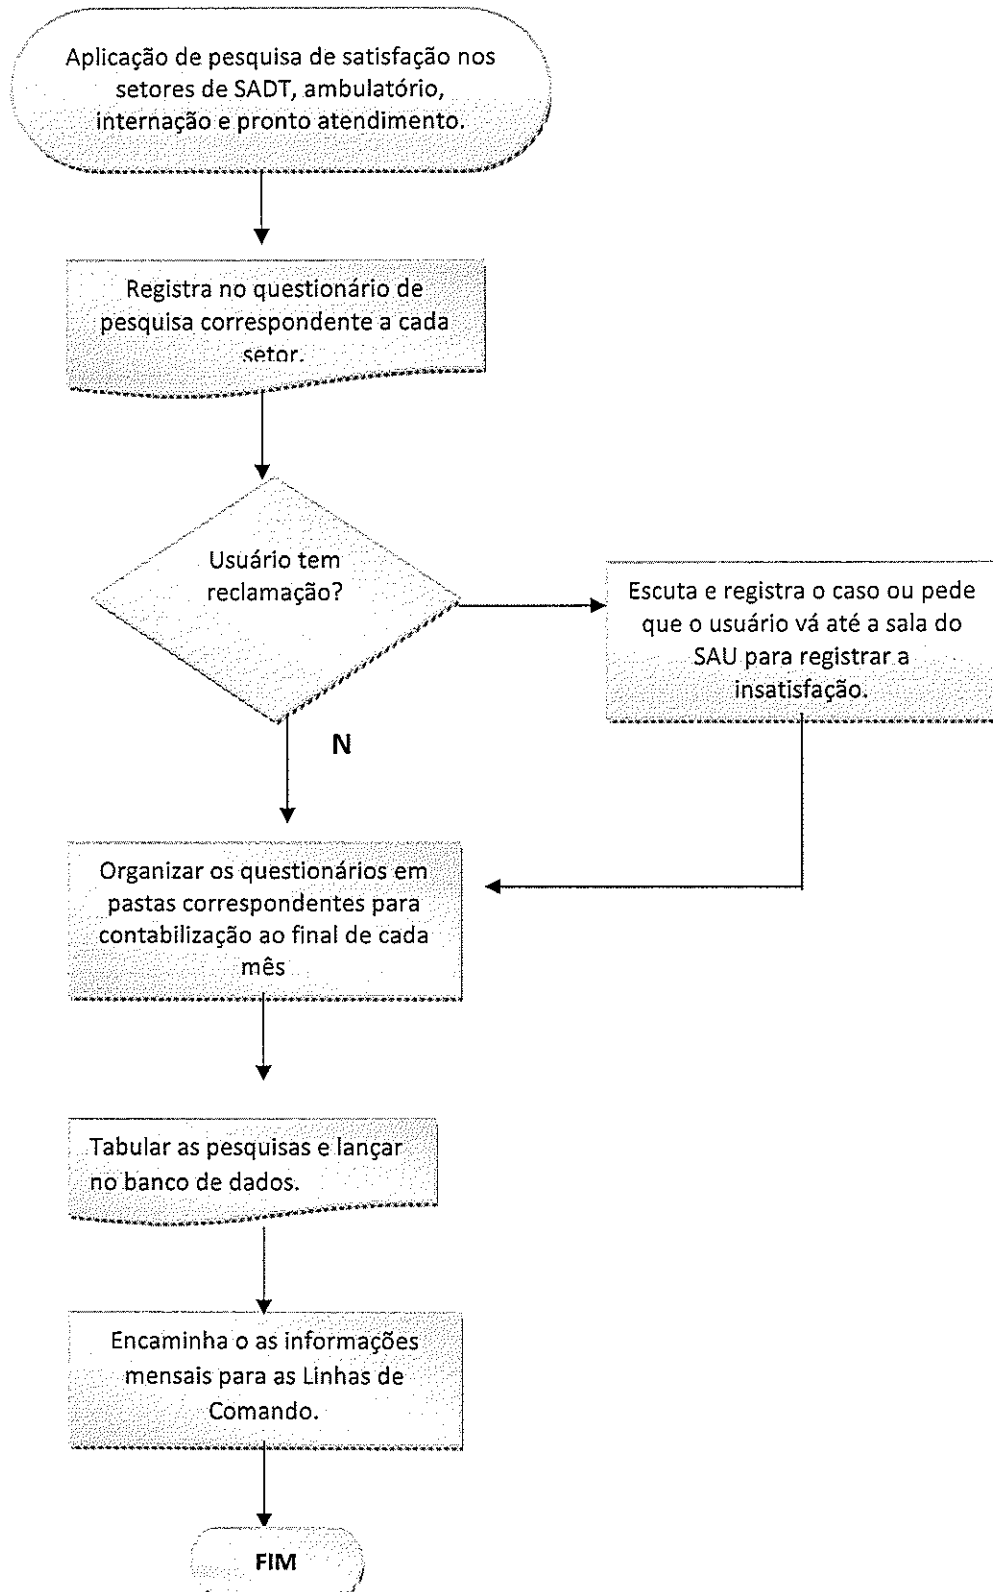 Aplicação de pesquisa de satisfação nos
setores de SADT, ambulatório,
internação e pronto atendimento.
Registra no questionário de
pesquisa correspondente a cada
setor.
Usuário tem
reclamação?
Escuta e registra o caso ou pede
que o usuário vá até a sala do
SAU para registrar a
insatisfação.
N
Organizar os questionários em
pastas correspondentes para
contabilização ao final de cada
mês
Tabular as pesquisas e lançar
no banco de dados.
Encaminha o as informações
mensais para as Linhas de
Comando.
FIM